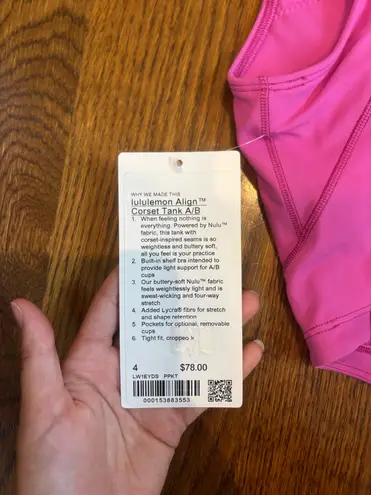 WHY WE MADE THIS
lululemon Align™
Corset Tank A/B
1. When feeling nothing is
everything. Powered by Nulu™
fabric, this tank with
corset-inspired seams is so
weightless and buttery soft,
all you feel is your practice
2. Built-in shelf bra intended to
provide light support for A/B
cups
3. Our buttery-soft Nulu™ fabric
feels weightlessly light and is
sweat-wicking and four-way
stretch
4. Added Lycra® fibre for stretch
and shape retention
5. Pockets for optional, removable
cups
6. Tight fit, cropped
4 $78.00
LW1EYDS PPKT
000153883553